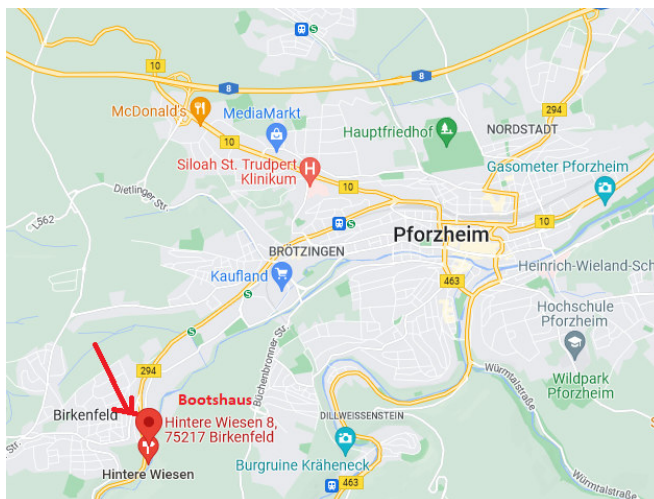 8
10
8
McDonald's
MediaMarkt
294
10
Hauptfriedhof
NORDSTADT
Siloah St. Trudpert
Klinikum
Gasometer Pforzheim
10
Dietlinger Str
L562
10
Pforzheim
BRÖTZINGEN
Heinrich-Wieland-Sch
Kaufland
463
Hochschule
Pforzheim
Büchenbronner Str
294
Würmtalstraße
Wildpark
Pforzheim
Bootshaus
Birkenfeld
Hintere Wiesen 8,
75217 Birkenfeld
DILLWEISSENSTEIN
Burgruine Kräheneck
Hintere Wiesen
463
Würmtalstraße